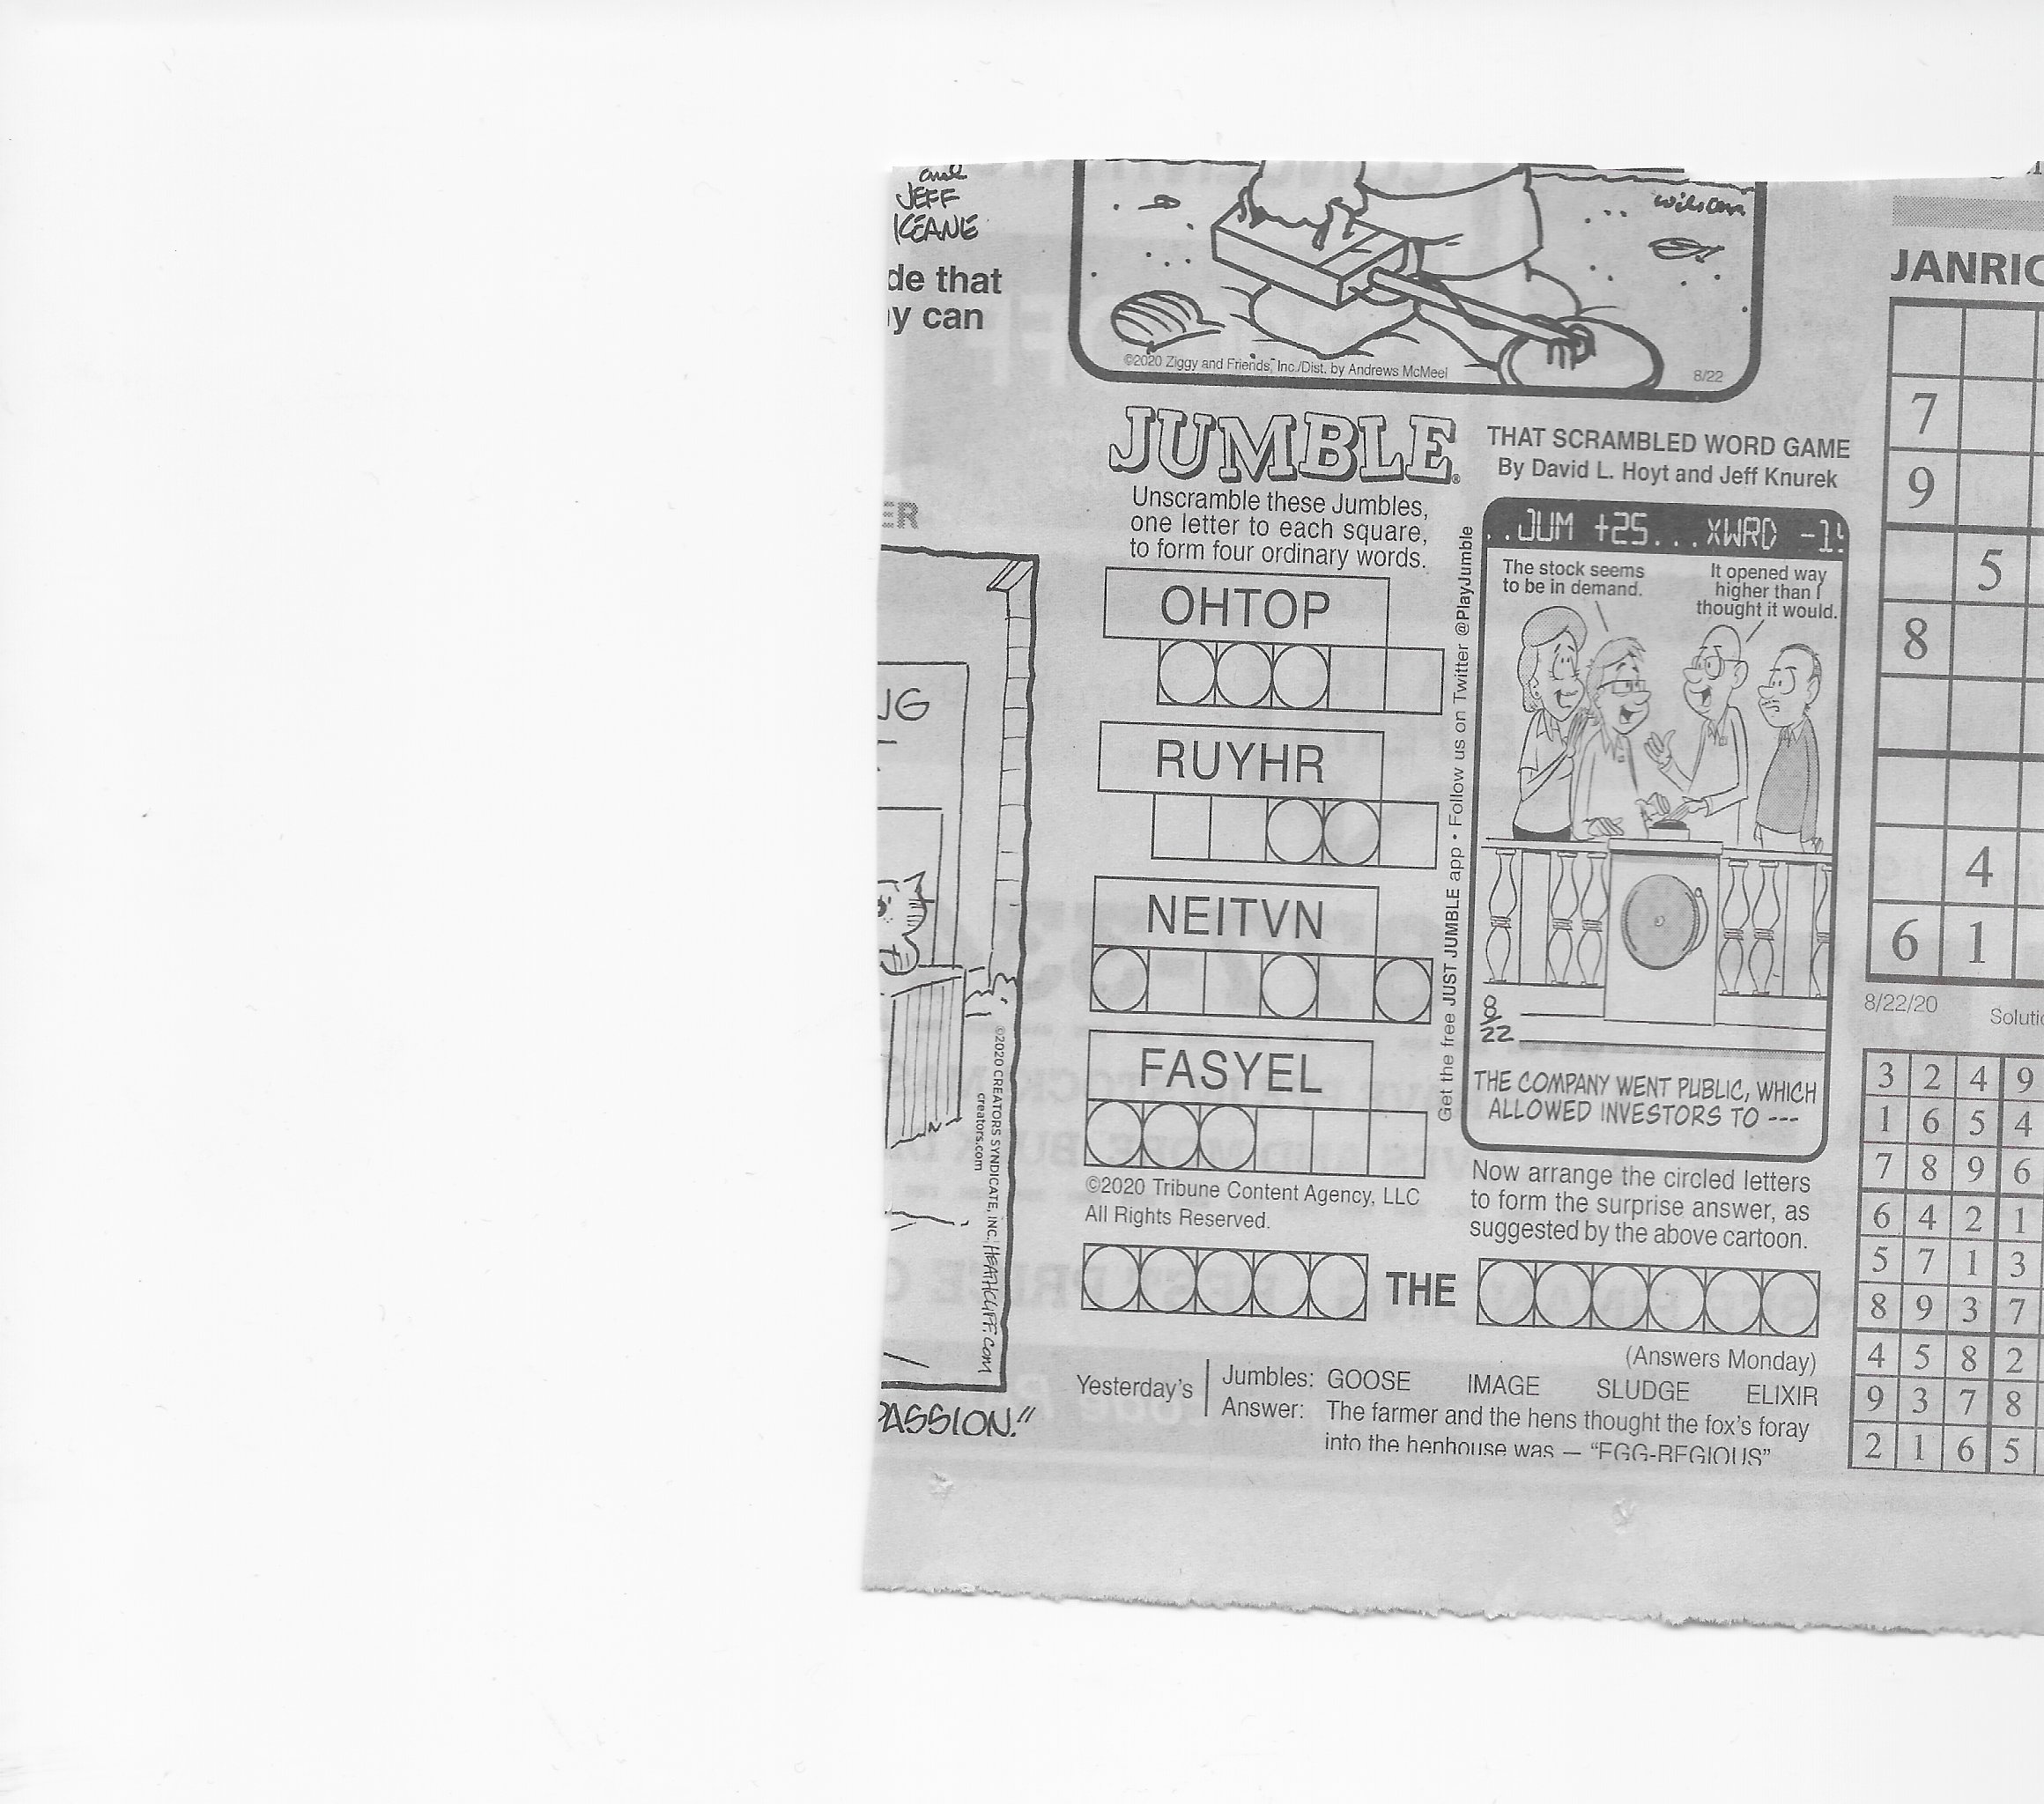 and
JEFF
KEANE
de that
y can
ER
UG
©2020 CREATORS SYNDICATE, INC. HEATHCLIFF.COM
creators.com
PASSION."
Wilson
©2020 Ziggy and Friends, Inc./Dist. by Andrews McMeel
8/22
JUMBLE®
THAT SCRAMBLED WORD GAME
By David L. Hoyt and Jeff Knurek
Unscramble these Jumbles,
one letter to each square,
to form four ordinary words.
OHTOP
RUYHR
NEITVN
FASYEL
©2020 Tribune Content Agency, LLC
All Rights Reserved.
Get the free JUST JUMBLE app • Follow us on Twitter @PlayJumble
..JUM +25...XWRD -1
The stock seems
to be in demand.
It opened way
higher than I
thought it would.
8
22
THE COMPANY WENT PUBLIC, WHICH
ALLOWED INVESTORS TO ---
Now arrange the circled letters
to form the surprise answer, as
suggested by the above cartoon.
THE
(Answers Monday)
Yesterday's
Jumbles: GOOSE IMAGE SLUDGE ELIXIR
Answer: The farmer and the hens thought the fox's foray
into the henhouse was — "EGG-REGIOUS"
JANRIC
7
9
5
8
4
6 1
8/22/20
Soluti
3 2 4 9
1 6 5 4
7 8 9 6
6 4 2 1
5 7 1 3
8 9 3 7
4 5 8 2
9 3 7 8
2 1 6 5